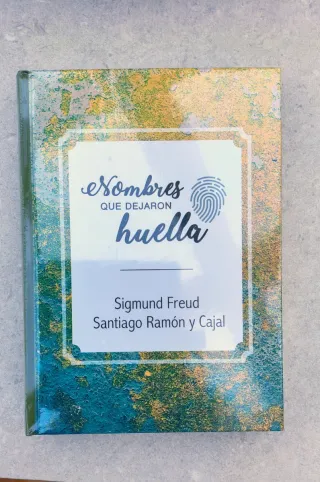 Nombres
QUE DEJARON
huella
Sigmund Freud
Santiago Ramón y Cajal